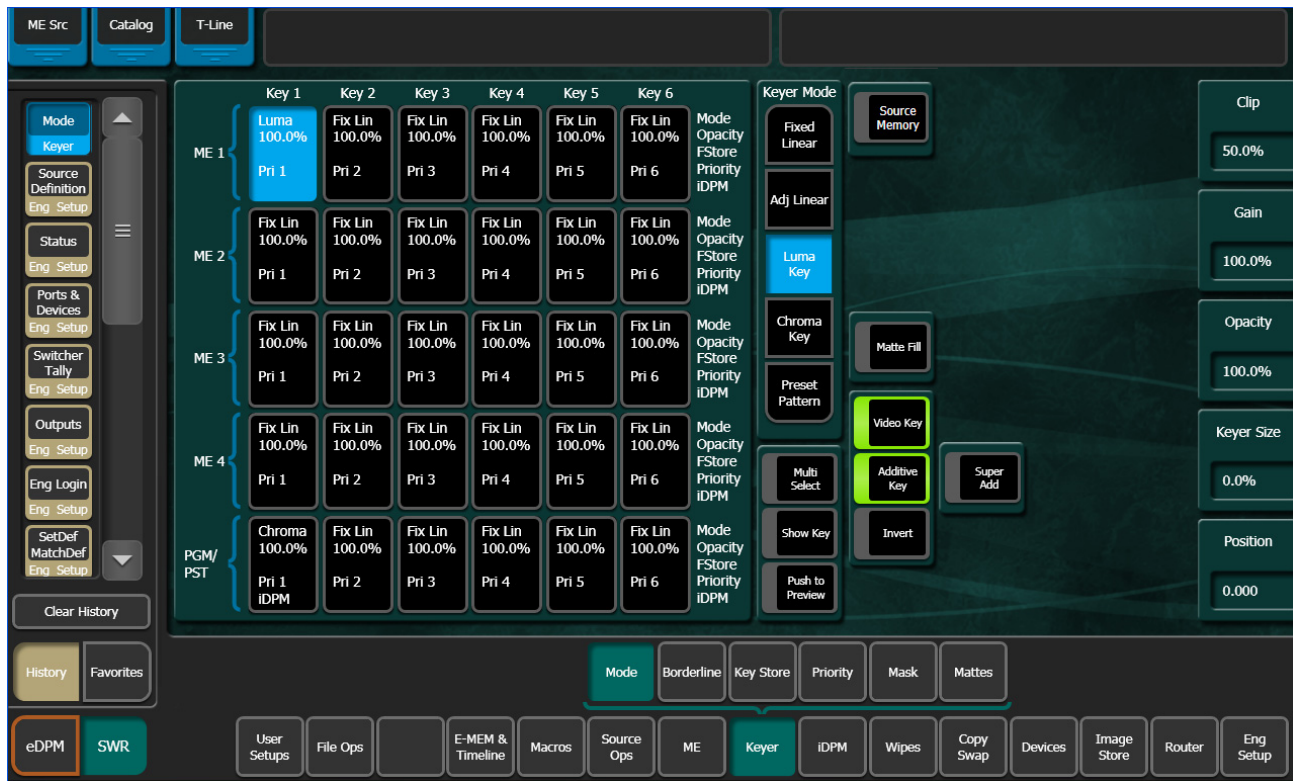 ME Src
Catalog
T-Line
Mode
Keyer
Source
Definition
Eng Setup
Status
Eng Setup
Ports &
Devices
Eng Setup
Switcher
Tally
Eng Setup
Outputs
Eng Setup
Eng Login
Eng Setup
SetDef
MatchDef
Eng Setup
Clear History
History
Favorites
Key 1 Key 2 Key 3 Key 4 Key 5 Key 6
ME 1
Luma Fix Lin Fix Lin Fix Lin Fix Lin Fix Lin Mode
100.0% 100.0% 100.0% 100.0% 100.0% 100.0% Opacity
FStore
Pri 1 Pri 2 Pri 3 Pri 4 Pri 5 Pri 6 Priority
iDPM
ME 2
Fix Lin Fix Lin Fix Lin Fix Lin Fix Lin Fix Lin Mode
100.0% 100.0% 100.0% 100.0% 100.0% 100.0% Opacity
FStore
Pri 1 Pri 2 Pri 3 Pri 4 Pri 5 Pri 6 Priority
iDPM
ME 3
Fix Lin Fix Lin Fix Lin Fix Lin Fix Lin Fix Lin Mode
100.0% 100.0% 100.0% 100.0% 100.0% 100.0% Opacity
FStore
Pri 1 Pri 2 Pri 3 Pri 4 Pri 5 Pri 6 Priority
iDPM
ME 4
Fix Lin Fix Lin Fix Lin Fix Lin Fix Lin Fix Lin Mode
100.0% 100.0% 100.0% 100.0% 100.0% 100.0% Opacity
FStore
Pri 1 Pri 2 Pri 3 Pri 4 Pri 5 Pri 6 Priority
iDPM
PGM/
PST
Chroma Fix Lin Fix Lin Fix Lin Fix Lin Fix Lin Mode
100.0% 100.0% 100.0% 100.0% 100.0% 100.0% Opacity
FStore
Pri 1 Pri 2 Pri 3 Pri 4 Pri 5 Pri 6 Priority
iDPM iDPM
Keyer Mode
Fixed
Linear
Adj Linear
Luma
Key
Chroma
Key
Preset
Pattern
Multi
Select
Show Key
Push to
Preview
Source
Memory
Matte Fill
Video Key
Additive
Key
Invert
Super
Add
Clip
50.0%
Gain
100.0%
Opacity
100.0%
Keyer Size
0.0%
Position
0.000
Mode
Borderline
Key Store
Priority
Mask
Mattes
eDPM
SWR
User
Setups
File Ops
E-MEM &
Timeline
Macros
Source
Ops
ME
Keyer
iDPM
Wipes
Copy
Swap
Devices
Image
Store
Router
Eng
Setup